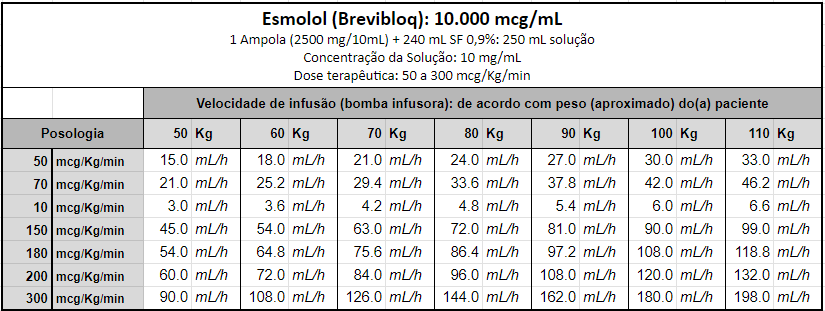 Esmolol (Brevibloq): 10.000 mcg/mL
1 Ampola (2500 mg/10mL) + 240 mL SF 0,9%: 250 mL solução
Concentração da Solução: 10 mg/mL
Dose terapêutica: 50 a 300 mcg/Kg/min
Velocidade de infusão (bomba infusora): de acordo com peso (aproximado) do(a) paciente
Posologia 50 Kg 60 Kg 70 Kg 80 Kg 90 Kg 100 Kg 110 Kg
50 mcg/Kg/min 15.0 mL/h 18.0 mL/h 21.0 mL/h 24.0 mL/h 27.0 mL/h 30.0 mL/h 33.0 mL/h
70 mcg/Kg/min 21.0 mL/h 25.2 mL/h 29.4 mL/h 33.6 mL/h 37.8 mL/h 42.0 mL/h 46.2 mL/h
10 mcg/Kg/min 3.0 mL/h 3.6 mL/h 4.2 mL/h 4.8 mL/h 5.4 mL/h 6.0 mL/h 6.6 mL/h
150 mcg/Kg/min 45.0 mL/h 54.0 mL/h 63.0 mL/h 72.0 mL/h 81.0 mL/h 90.0 mL/h 99.0 mL/h
180 mcg/Kg/min 54.0 mL/h 64.8 mL/h 75.6 mL/h 86.4 mL/h 97.2 mL/h 108.0 mL/h 118.8 mL/h
200 mcg/Kg/min 60.0 mL/h 72.0 mL/h 84.0 mL/h 96.0 mL/h 108.0 mL/h 120.0 mL/h 132.0 mL/h
300 mcg/Kg/min 90.0 mL/h 108.0 mL/h 126.0 mL/h 144.0 mL/h 162.0 mL/h 180.0 mL/h 198.0 mL/h